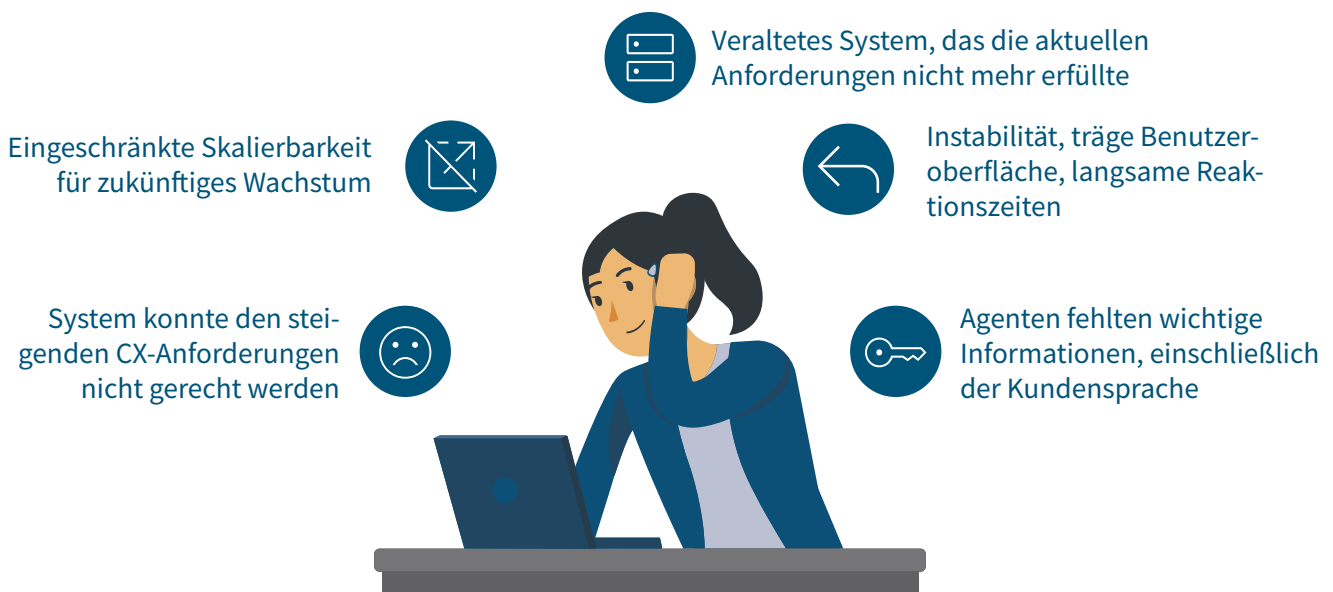 Veraltetes System, das die aktuellen
Anforderungen nicht mehr erfüllte
Eingeschränkte Skalierbarkeit
für zukünftiges Wachstum
Instabilität, träge Benutzer-
oberfläche, langsame Reak-
tionszeiten
System konnte den stei-
genden CX-Anforderungen
nicht gerecht werden
Agenten fehlten wichtige
Informationen, einschließlich
der Kundensprache